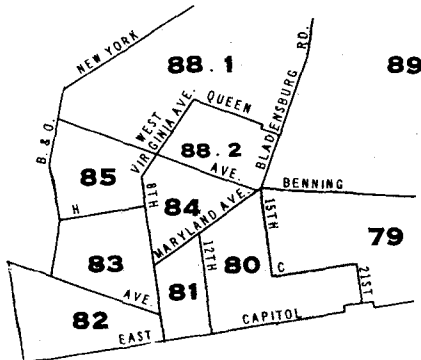 NEW YORK
88.1
BLADENSBURG RD.
89
B. & O.
WEST
VIRGINIA AVE.
QUEEN
88.2
AVE.
85
8TH
BENNING
H
84
MARYLAND AVE.
15TH
12TH
79
83
80
C
21ST
81
AVE.
82
CAPITOL
EAST